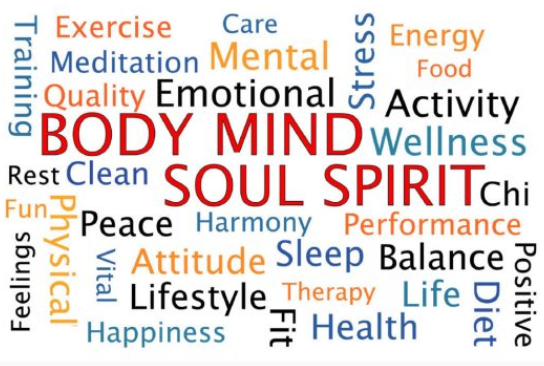 Training
Exercise
Care
Stress
Energy
Meditation
Mental
Food
Quality
Emotional
Activity
BODY MIND
Wellness
Rest
Clean
SOUL SPIRIT
Chi
Fun
Physical
Peace
Harmony
Performance
Feelings
Vital
Attitude
Sleep
Balance
Positive
Lifestyle
Therapy
Life
Diet
Happiness
Fit
Health